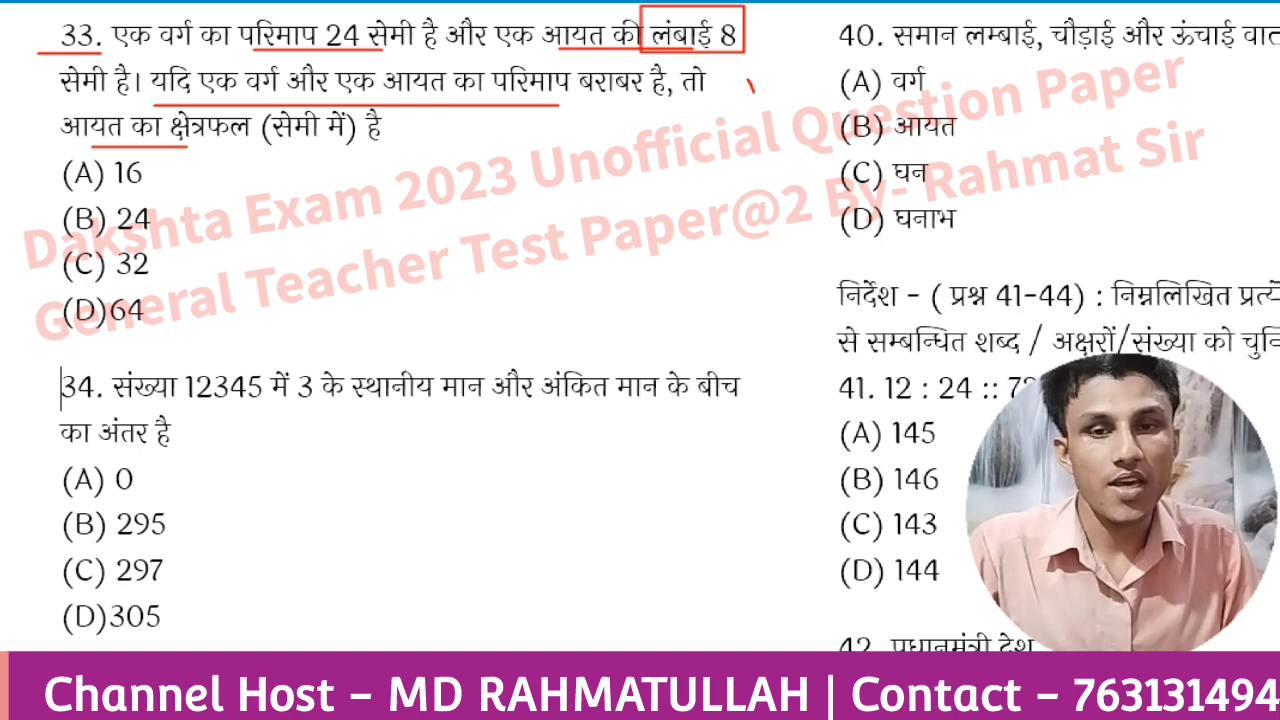 33. एक वर्ग का परिमाप 24 सेमी है और एक आयत की लंबाई 8
सेमी है। यदि एक वर्ग और एक आयत का परिमाप बराबर है, तो
आयत का क्षेत्रफल (सेमी में) है
(A) 16
(B) 24
(C) 32
(D)64
34. संख्या 12345 में 3 के स्थानीय मान और अंकित मान के बीच
का अंतर है
(A) 0
(B) 295
(C) 297
(D)305
40. समान लम्बाई, चौड़ाई और ऊंचाई
(A) वर्ग
(B) आयत
(C) घन
(D) घनाभ
निर्देश - ( प्रश्न 41-44) : निम्नलिखित
से सम्बन्धित शब्द / अक्षरों/संख्या को
41. 12 : 24 ::
(A) 145
(B) 146
(C) 143
(D) 144
42. प्रधानमंत्री देश
Dakshta Exam 2023 Unofficial Question Paper
General Teacher Test Paper@2 By- Rahmat Sir
Channel Host – MD RAHMATULLAH | Contact – 763131494